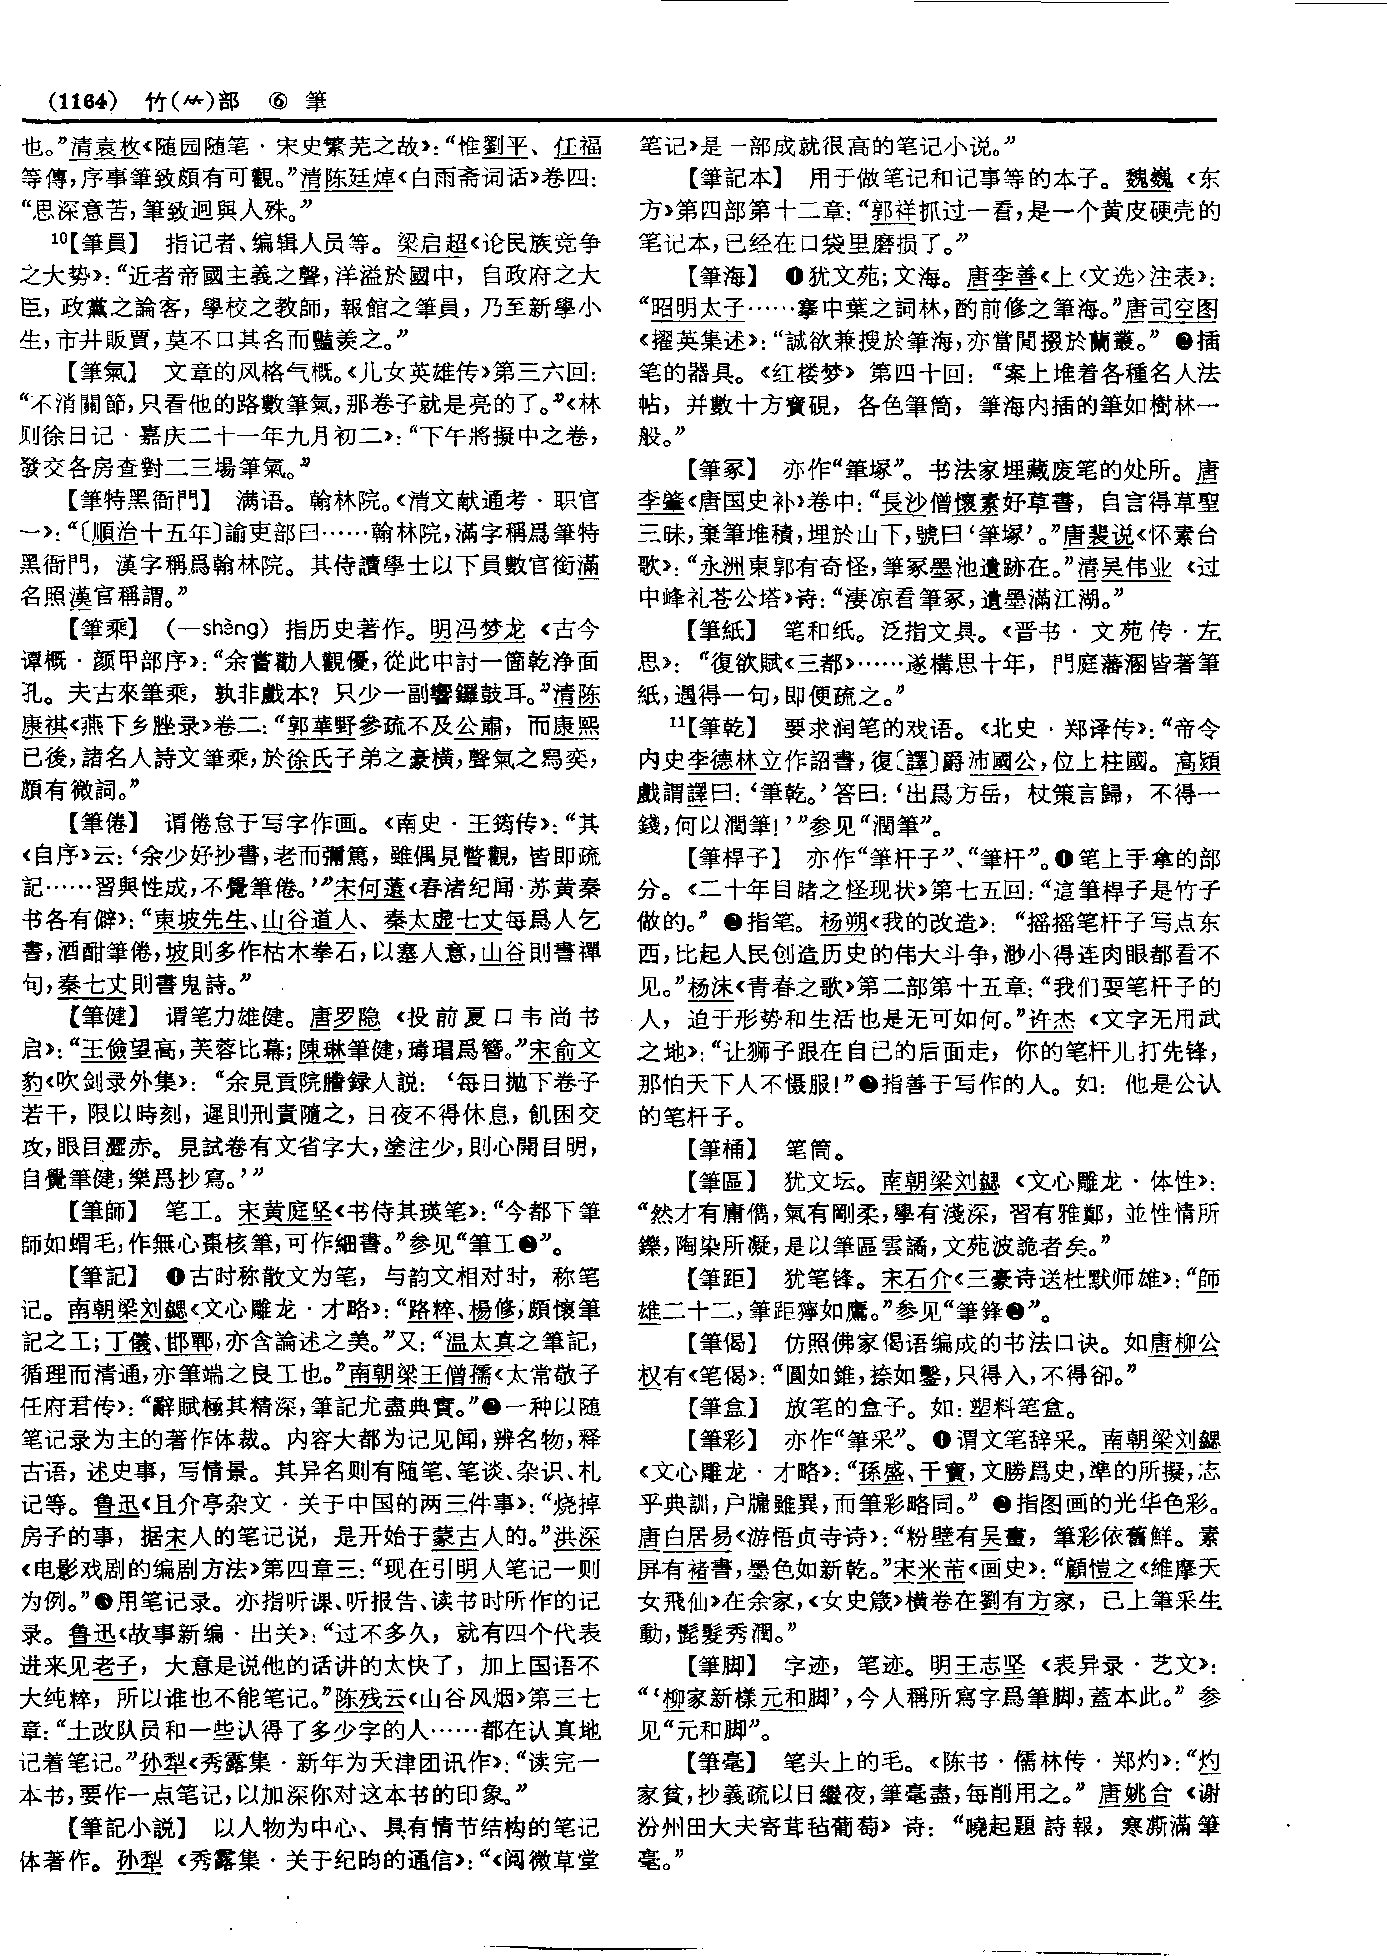 (1164) 竹(⺮)部 ⑥ 筆
也。”清袁枚《随园随笔·宋史繁芜之故》：“惟劉平、任福
等傳，序事筆致頗有可觀。”清陈廷焯《白雨斋词话》卷四：
“思深意苦，筆致迥與人殊。”
10【筆員】 指记者、编辑人员等。梁启超《论民族竞争
之大势》：“近者帝國主義之聲，洋溢於國中，自政府之大
臣，政黨之論客，學校之教師，報館之筆員，乃至新學小
生，市井販賈，莫不口其名而豔羡之。”
【筆氣】 文章的风格气概。《儿女英雄传》第三六回：
“不消關節，只看他的路數筆氣，那卷子就是亮的了。”《林
则徐日记·嘉庆二十一年九月初二》：“下午將擬中之卷，
發交各房查對二三場筆氣。”
【筆特黑衙門】 满语。翰林院。《清文献通考·职官
一》：“〔順治十五年〕諭吏部曰……翰林院，滿字稱爲筆特
黑衙門，漢字稱爲翰林院。其侍讀學士以下員數官銜滿
名照漢官稱謂。”
【筆乘】 （—shèng）指历史著作。明冯梦龙《古今
谭概·颜甲部序》：“余嘗勸人觀優，從此中討一箇乾净面
孔。夫古來筆乘，孰非戲本？只少一副響鑼鼓耳。”清陈
康祺《燕下乡脞录》卷二：“郭華野參疏不及公肅，而康熙
已後，諸名人詩文筆乘，於徐氏子弟之豪横，聲氣之舄奕，
頗有微詞。”
【筆倦】 谓倦怠于写字作画。《南史·王筠传》：“其
《自序》云：‘余少好抄書，老而彌篤，雖偶見瞥觀，皆即疏
記……習與性成，不覺筆倦。’”宋何薳《春渚纪闻·苏黄秦
书各有僻》：“東坡先生、山谷道人、秦太虚七丈每爲人乞
書，酒酣筆倦，坡則多作枯木拳石，以塞人意，山谷則書禪
句，秦七丈則書鬼詩。”
【筆健】 谓笔力雄健。唐罗隐《投前夏口韦尚书
启》：“王儉望高，芙蓉比幕；陳琳筆健，瑇瑁爲簪。”宋俞文
豹《吹剑录外集》：“余見貢院謄録人説：‘每日抛下卷子
若干，限以時刻，遲則刑責隨之，日夜不得休息，飢困交
攻，眼目澀赤。見試卷有文省字大，塗注少，則心開目明，
自覺筆健，樂爲抄寫。’”
【筆師】 笔工。宋黄庭坚《书侍其瑛笔》：“今都下筆
師如蝟毛，作無心棗核筆，可作細書。”参见“筆工❷”。
【筆記】 ❶古时称散文为笔，与韵文相对时，称笔
记。南朝梁刘勰《文心雕龙·才略》：“路粹、楊修，頗懷筆
記之工；丁儀、邯鄲，亦含論述之美。”又：“温太真之筆記，
循理而清通，亦筆端之良工也。”南朝梁王僧孺《太常敬子
任府君传》：“辭賦極其精深，筆記尤盡典實。”❷一种以随
笔记录为主的著作体裁。内容大都为记见闻，辨名物，释
古语，述史事，写情景。其异名则有随笔、笔谈、杂识、札
记等。鲁迅《且介亭杂文·关于中国的两三件事》：“烧掉
房子的事，据宋人的笔记说，是开始于蒙古人的。”洪深
《电影戏剧的编剧方法》第四章三：“现在引明人笔记一则
为例。”❸用笔记录。亦指听课、听报告、读书时所作的记
录。鲁迅《故事新编·出关》：“过不多久，就有四个代表
进来见老子，大意是说他的话讲的太快了，加上国语不
大纯粹，所以谁也不能笔记。”陈残云《山谷风烟》第三七
章：“土改队员和一些认得了多少字的人……都在认真地
记着笔记。”孙犁《秀露集·新年为天津团讯作》：“读完一
本书，要作一点笔记，以加深你对这本书的印象。”
【筆記小説】 以人物为中心、具有情节结构的笔记
体著作。孙犁《秀露集·关于纪昀的通信》：“《阅微草堂
笔记》是一部成就很高的笔记小说。”
【筆記本】 用于做笔记和记事等的本子。魏巍《东
方》第四部第十二章：“郭祥抓过一看，是一个黄皮硬壳的
笔记本，已经在口袋里磨损了。”
【筆海】 ❶犹文苑；文海。唐李善《上〈文选〉注表》：
“昭明太子……搴中葉之詞林，酌前修之筆海。”唐司空图
《擢英集述》：“誠欲兼搜於筆海，亦當間掇於蘭叢。”❷插
笔的器具。《红楼梦》第四十回：“案上堆着各種名人法
帖，并數十方寶硯，各色筆筒，筆海内插的筆如樹林一
般。”
【筆冢】 亦作“筆塚”。书法家埋藏废笔的处所。唐
李肇《唐国史补》卷中：“長沙僧懷素好草書，自言得草聖
三昧，棄筆堆積，埋於山下，號曰‘筆塚’。”唐裴说《怀素台
歌》：“永洲東郭有奇怪，筆冢墨池遺跡在。”清吴伟业《过
中峰礼苍公塔》诗：“淒凉看筆冢，遺墨滿江湖。”
【筆紙】 笔和纸。泛指文具。《晋书·文苑传·左
思》：“復欲賦《三都》……遂構思十年，門庭藩溷皆著筆
紙，遇得一句，即便疏之。”
11【筆乾】 要求润笔的戏语。《北史·郑译传》：“帝令
内史李德林立作詔書，復〔譯〕爵沛國公，位上柱國。高熲
戲謂譯曰：‘筆乾。’答曰：‘出爲方岳，杖策言歸，不得一
錢，何以潤筆！’”参见“潤筆”。
【筆桿子】 亦作“筆杆子”、“筆杆”。❶笔上手拿的部
分。《二十年目睹之怪现状》第七五回：“這筆桿子是竹子
做的。”❷指笔。杨朔《我的改造》：“摇摇笔杆子写点东
西，比起人民创造历史的伟大斗争，渺小得连肉眼都看不
见。”杨沫《青春之歌》第二部第十五章：“我们耍笔杆子的
人，迫于形势和生活也是无可如何。”许杰《文字无用武
之地》：“让狮子跟在自己的后面走，你的笔杆儿打先锋，
那怕天下人不慑服！”❸指善于写作的人。如：他是公认
的笔杆子。
【筆桶】 笔筒。
【筆區】 犹文坛。南朝梁刘勰《文心雕龙·体性》：
“然才有庸儁，氣有剛柔，學有淺深，習有雅鄭，並性情所
鑠，陶染所凝，是以筆區雲譎，文苑波詭者矣。”
【筆距】 犹笔锋。宋石介《三豪诗送杜默师雄》：“師
雄二十二，筆距獰如鷹。”参见“筆鋒❷”。
【筆偈】 仿照佛家偈语编成的书法口诀。如唐柳公
权有《笔偈》：“圓如錐，捺如鑿，只得入，不得卻。”
【筆盒】 放笔的盒子。如：塑料笔盒。
【筆彩】 亦作“筆采”。❶谓文笔辞采。南朝梁刘勰
《文心雕龙·才略》：“孫盛、干寶，文勝爲史，準的所擬，志
乎典訓，户牖雖異，而筆彩略同。”❷指图画的光华色彩。
唐白居易《游悟贞寺诗》：“粉壁有吴畫，筆彩依舊鮮。素
屏有褚書，墨色如新乾。”宋米芾《画史》：“顧愷之《維摩天
女飛仙》在余家，《女史箴》横卷在劉有方家，已上筆采生
動，髭髮秀潤。”
【筆脚】 字迹，笔迹。明王志坚《表异录·艺文》：
“‘柳家新樣元和脚’，今人稱所寫字爲筆脚，蓋本此。”参
见“元和脚”。
【筆毫】 笔头上的毛。《陈书·儒林传·郑灼》：“灼
家貧，抄義疏以日繼夜，筆毫盡，每削用之。”唐姚合《谢
汾州田大夫寄茸毡葡萄》诗：“曉起題詩報，寒澌滿筆
毫。”